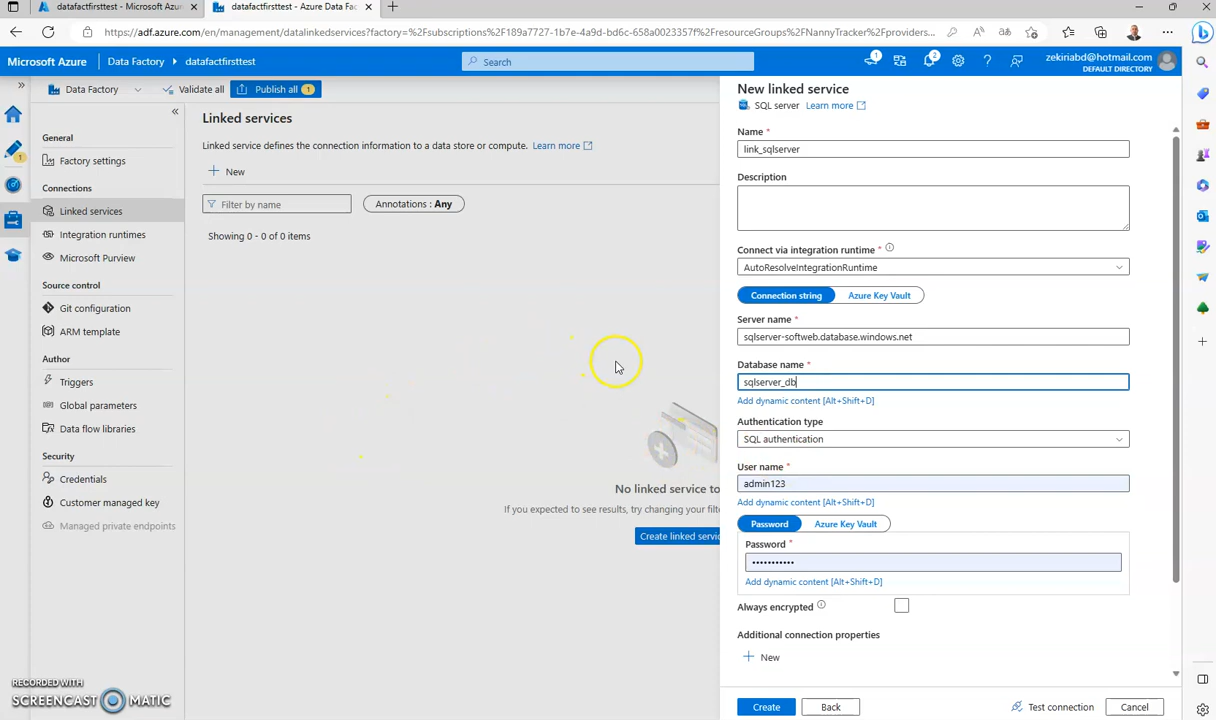 datafactfirsttest - Microsoft Azu
datafactfirsttest - Azure Data Fa
https://adf.azure.com/en/management/datalinkedservices?factory=%2Fsubscriptions%2F189a7727-1b7e-4a9d-bd6c-658a0023357f%2FresourceGroups%2FNannyTracker%2Fproviders...
Microsoft Azure
Data Factory
datafactfirsttest
Search
1
2
zekiriabd@hotmail.com
DEFAULT DIRECTORY
Data Factory
Validate all
Publish all
1
General
Factory settings
Connections
Linked services
Integration runtimes
Microsoft Purview
Source control
Git configuration
ARM template
Author
Triggers
Global parameters
Data flow libraries
Security
Credentials
Customer managed key
Managed private endpoints
1
Linked services
Linked service defines the connection information to a data store or compute. Learn more
New
Filter by name
Annotations : Any
Showing 0 - 0 of 0 items
No linked service to
If you expected to see results, try changing your filte
Create linked servic
New linked service
SQL server Learn more
Name *
link_sqlserver
Description
Connect via integration runtime *
AutoResolveIntegrationRuntime
Connection string
Azure Key Vault
Server name *
sqlserver-softweb.database.windows.net
Database name *
sqlserver_db
Add dynamic content [Alt+Shift+D]
Authentication type
SQL authentication
User name *
admin123
Add dynamic content [Alt+Shift+D]
Password
Azure Key Vault
Password *
•••••••••••
Add dynamic content [Alt+Shift+D]
Always encrypted
Additional connection properties
New
Create
Back
Test connection
Cancel
RECORDED WITH
SCREENCAST MATIC